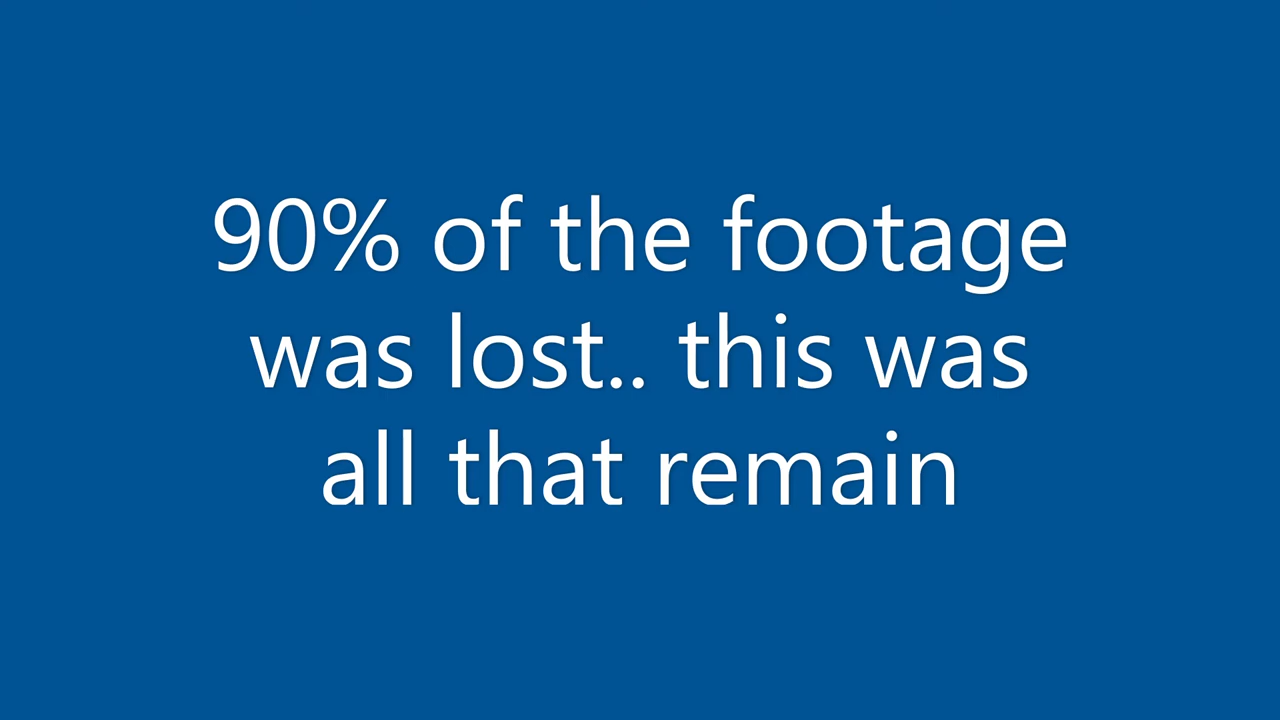 90% of the footage
was lost.. this was
all that remain